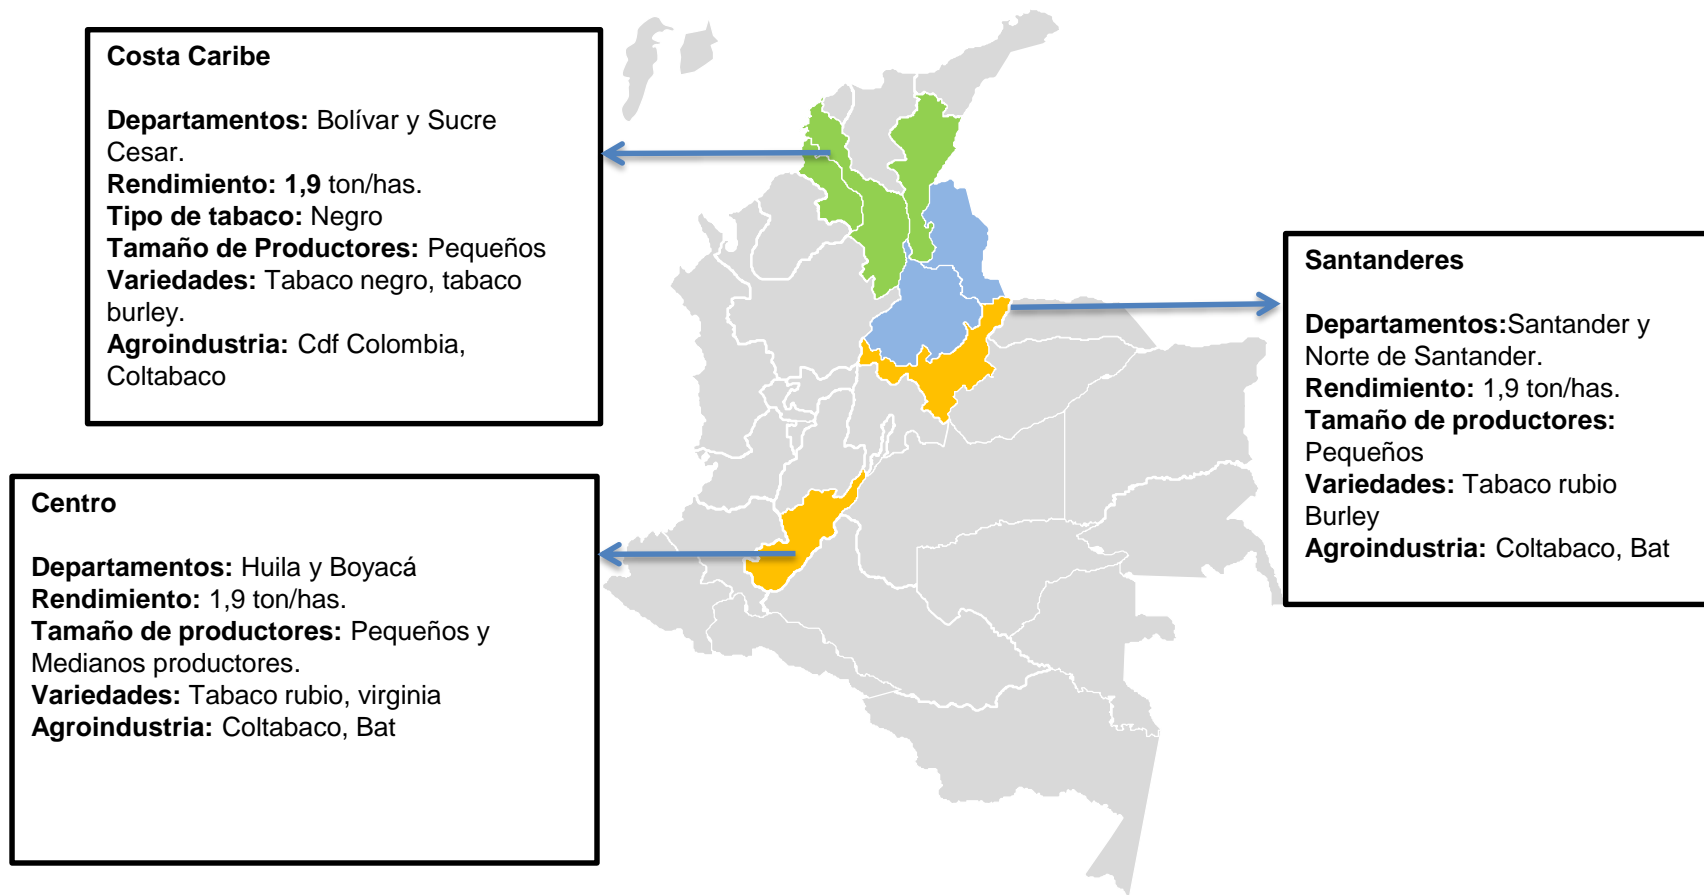 Costa Caribe
Departamentos: Bolívar y Sucre
Cesar.
Rendimiento: 1,9 ton/has.
Tipo de tabaco: Negro
Tamaño de Productores: Pequeños
Variedades: Tabaco negro, tabaco
burley.
Agroindustria: Cdf Colombia,
Coltabaco
Santanderes
Departamentos:Santander y
Norte de Santander.
Rendimiento: 1,9 ton/has.
Tamaño de productores:
Pequeños
Variedades: Tabaco rubio
Burley
Agroindustria: Coltabaco, Bat
Centro
Departamentos: Huila y Boyacá
Rendimiento: 1,9 ton/has.
Tamaño de productores: Pequeños y
Medianos productores.
Variedades: Tabaco rubio, virginia
Agroindustria: Coltabaco, Bat